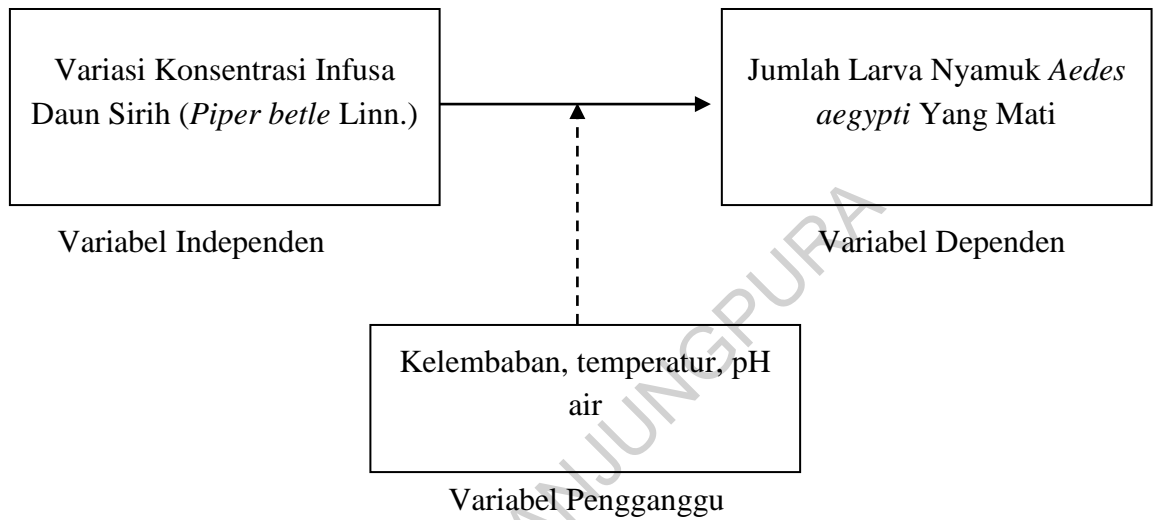 Variasi Konsentrasi Infusa
Daun Sirih (Piper betle Linn.)
Variabel Independen
Jumlah Larva Nyamuk Aedes
aegypti Yang Mati
Variabel Dependen
Kelembaban, temperatur, pH
air
Variabel Pengganggu
ANJUNGPURA